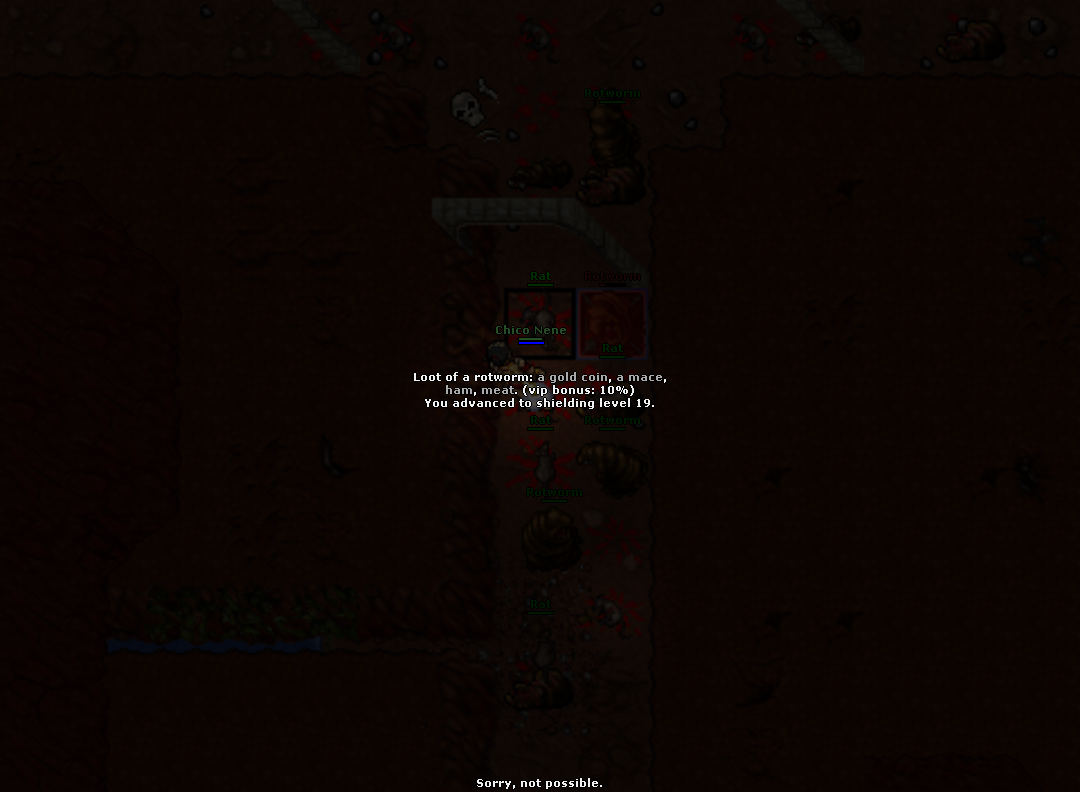 Rotworm
Rat
Rotworm
Chico Nene
Rat
Loot of a rotworm: a gold coin, a mace,
ham, meat. (vip bonus: 10%)
You advanced to shielding level 19.
Rat
Rotworm
Rotworm
Rat
Sorry, not possible.